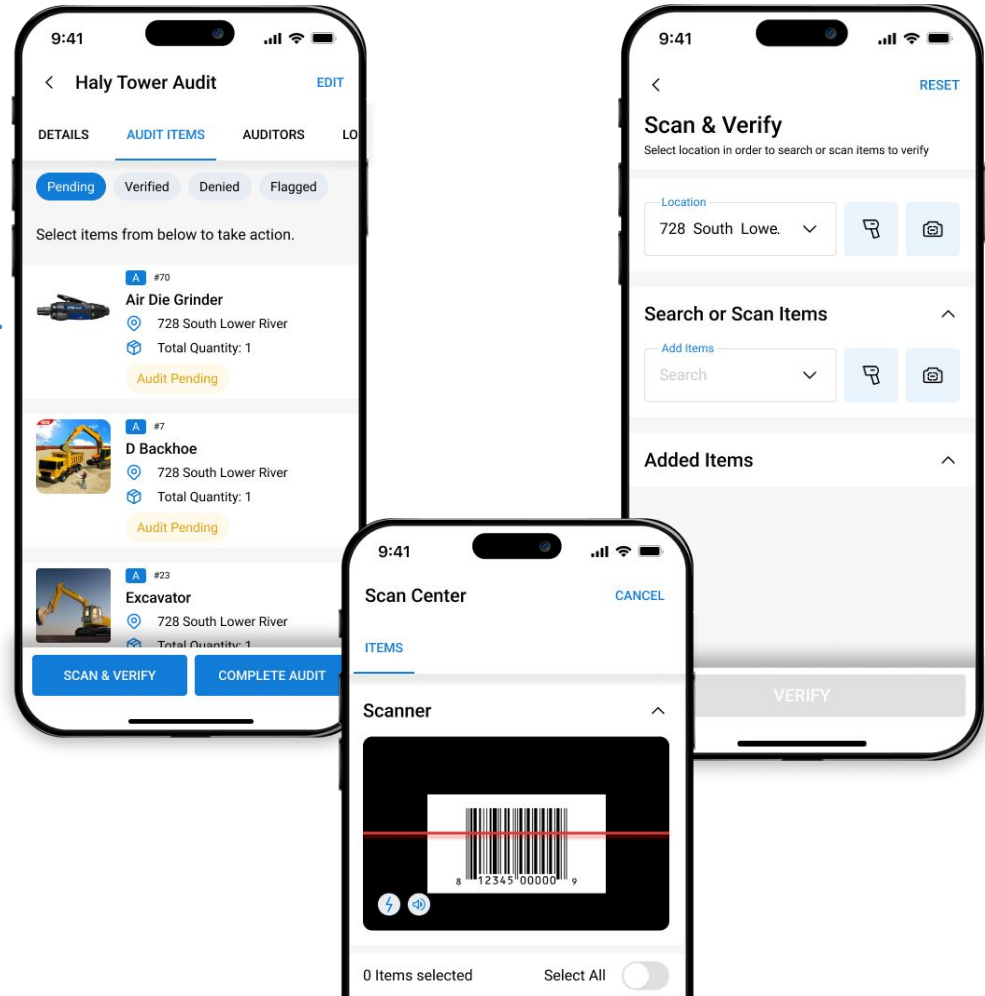 9:41
Haly Tower Audit
EDIT
DETAILS
AUDIT ITEMS
AUDITORS
LO
Pending
Verified
Denied
Flagged
Select items from below to take action.
A #70
Air Die Grinder
728 South Lower River
Total Quantity: 1
Audit Pending
A #7
D Backhoe
728 South Lower River
Total Quantity: 1
Audit Pending
A #23
Excavator
728 South Lower River
Total Quantity: 1
SCAN & VERIFY
COMPLETE AUDIT
9:41
Scan Center
CANCEL
ITEMS
Scanner
8 12345 00000 9
0 Items selected
Select All
9:41
RESET
Scan & Verify
Select location in order to search or scan items to verify
Location
728 South Lowe.
Search or Scan Items
Add Items
Search
Added Items
VERIFY